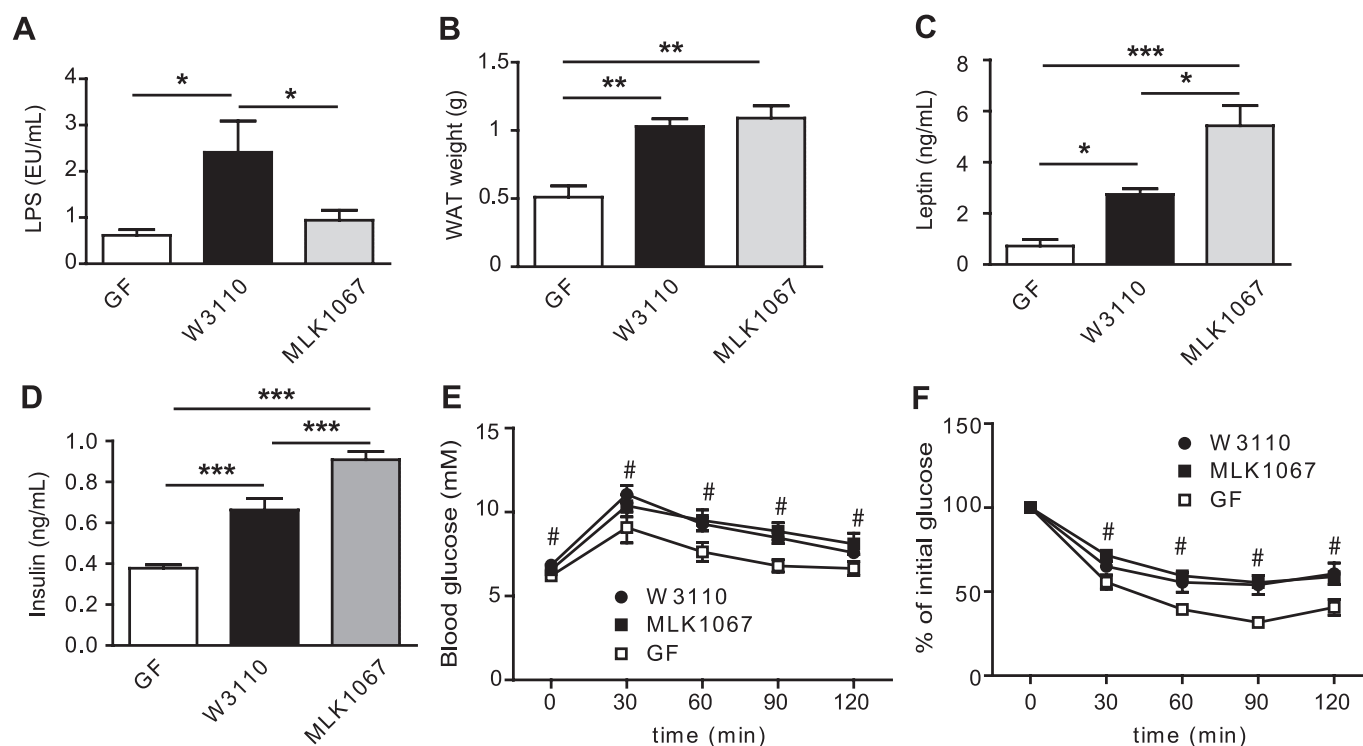 A
LPS (EU/mL)
4
3
2
1
0
*
*
GF
W3110
MLK1067
B
WAT weight (g)
1.5
1
0.5
0
**
**
GF
W3110
MLK1067
C
Leptin (ng/mL)
8
6
4
2
0
***
*
*
GF
W3110
MLK1067
D
Insulin (ng/mL)
1.0
0.8
0.6
0.4
0.2
0.0
***
***
***
GF
W3110
MLK1067
E
Blood glucose (mM)
15
10
5
0
# # # # #
W3110
MLK1067
GF
0 30 60 90 120
time (min)
F
% of initial glucose
150
100
50
0
W3110
MLK1067
GF
# # # #
0 30 60 90 120
time (min)